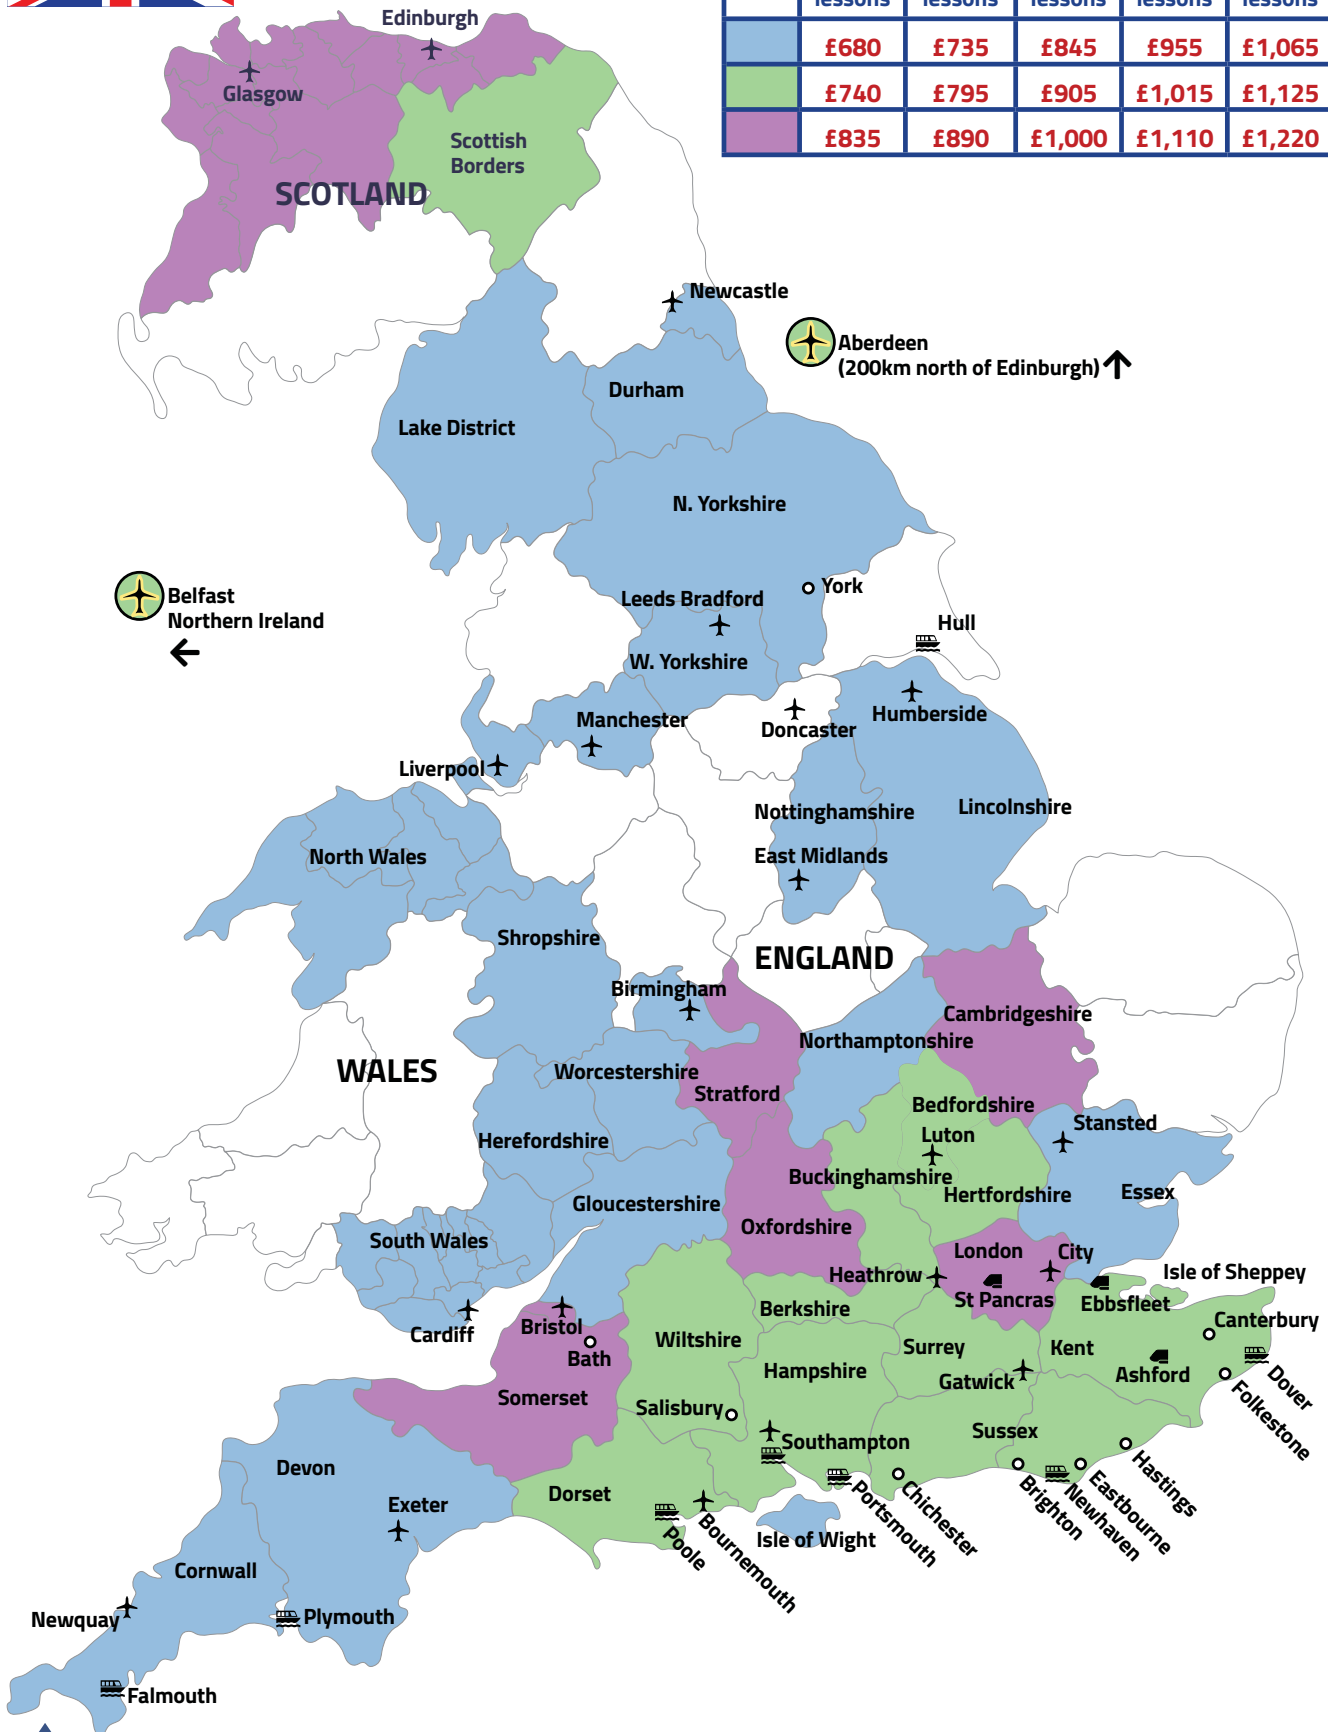 lessons lessons lessons lessons lessons
£680 £735 £845 £955 £1,065
£740 £795 £905 £1,015 £1,125
£835 £890 £1,000 £1,110 £1,220
Edinburgh
Glasgow
Scottish
Borders
SCOTLAND
Newcastle
Aberdeen
(200km north of Edinburgh)
Durham
Lake District
N. Yorkshire
York
Belfast
Northern Ireland
Leeds Bradford
Hull
W. Yorkshire
Manchester
Doncaster
Humberside
Liverpool
Nottinghamshire
Lincolnshire
East Midlands
North Wales
Shropshire
ENGLAND
Birmingham
Cambridgeshire
Northamptonshire
WALES
Worcestershire
Stratford
Bedfordshire
Stansted
Luton
Herefordshire
Buckinghamshire
Hertfordshire
Essex
Gloucestershire
Oxfordshire
South Wales
London
City
Heathrow
St Pancras
Isle of Sheppey
Ebbsfleet
Berkshire
Canterbury
Cardiff
Bristol
Bath
Wiltshire
Surrey
Kent
Hampshire
Gatwick
Ashford
Dover
Folkestone
Somerset
Salisbury
Southampton
Sussex
Hastings
Devon
Dorset
Exeter
Poole
Bournemouth
Isle of Wight
Portsmouth
Chichester
Brighton
Newhaven
Eastbourne
Cornwall
Newquay
Plymouth
Falmouth